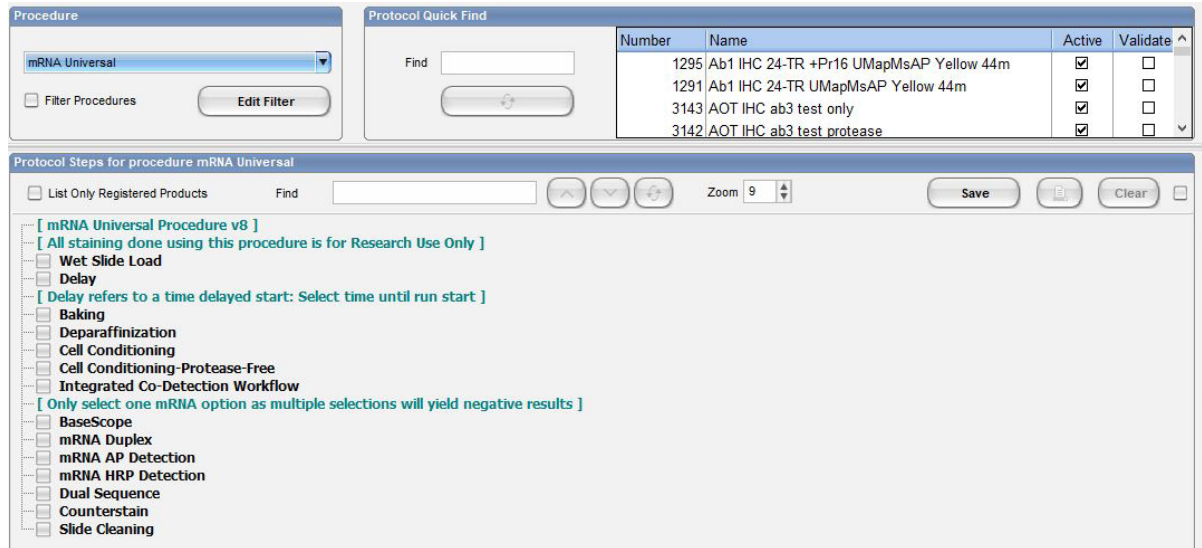 Procedure
mRNA Universal
Filter Procedures
Edit Filter
Protocol Quick Find
Find
Number Name Active Validate
1295 Ab1 IHC 24-TR +Pr16 UMapMsAP Yellow 44m
1291 Ab1 IHC 24-TR UMapMsAP Yellow 44m
3143 AOT IHC ab3 test only
3142 AOT IHC ab3 test protease
Protocol Steps for procedure mRNA Universal
List Only Registered Products Find Zoom 9 Save Clear
[ mRNA Universal Procedure v8 ]
[ All staining done using this procedure is for Research Use Only ]
Wet Slide Load
Delay
[ Delay refers to a time delayed start: Select time until run start ]
Baking
Deparaffinization
Cell Conditioning
Cell Conditioning-Protease-Free
Integrated Co-Detection Workflow
[ Only select one mRNA option as multiple selections will yield negative results ]
BaseScope
mRNA Duplex
mRNA AP Detection
mRNA HRP Detection
Dual Sequence
Counterstain
Slide Cleaning